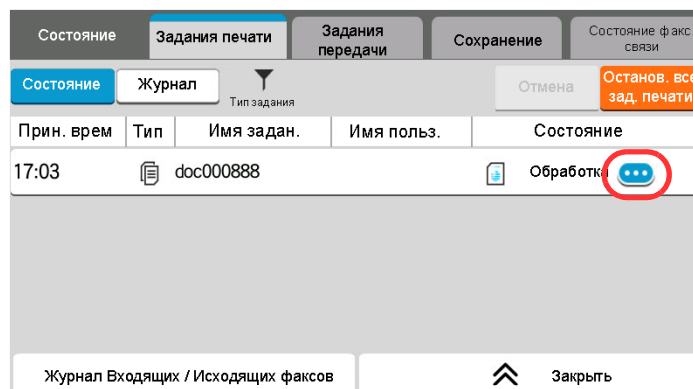 Состояние
Задания печати
Задания
передачи
Сохранение
Состояние факс
связи
Состояние
Журнал
Тип задания
Отмена
Останов. все
зад. печати
Прин. врем
Тип
Имя задан.
Имя польз.
Состояние
17:03
doc000888
Обработка
Журнал Входящих / Исходящих факсов
Закрыть